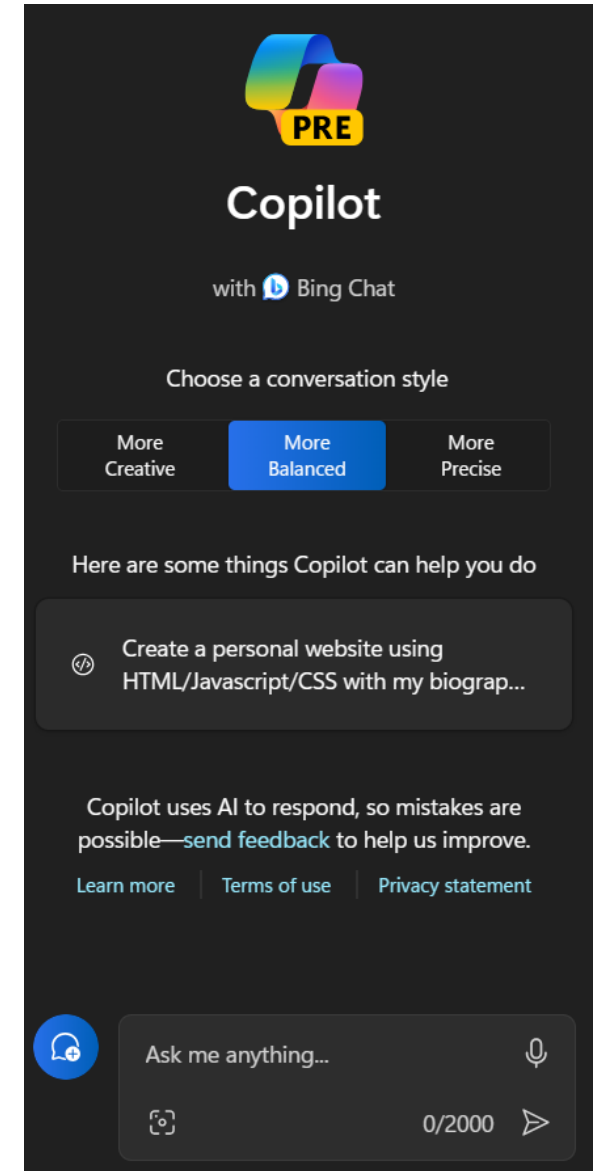 PRE
Copilot
with Bing Chat
Choose a conversation style
More
Creative
More
Balanced
More
Precise
Here are some things Copilot can help you do
Create a personal website using
HTML/Javascript/CSS with my biograp...
Copilot uses AI to respond, so mistakes are
possible—send feedback to help us improve.
Learn more
Terms of use
Privacy statement
Ask me anything...
0/2000